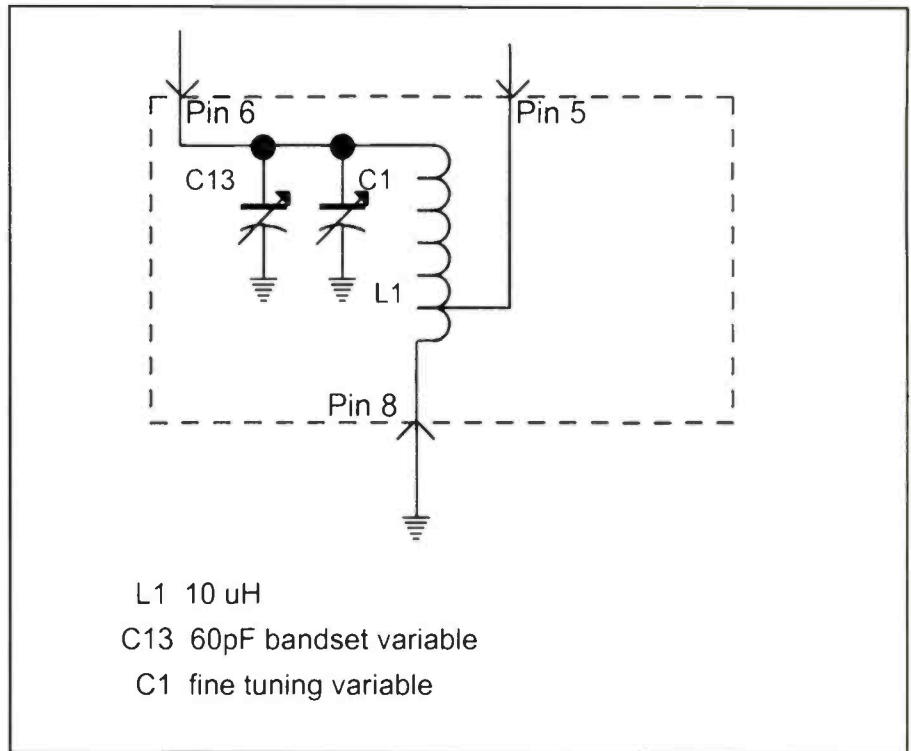 Pin 6
Pin 5
C13
C1
L1
Pin 8
L1 10 uH
C13 60pF bandset variable
C1 fine tuning variable